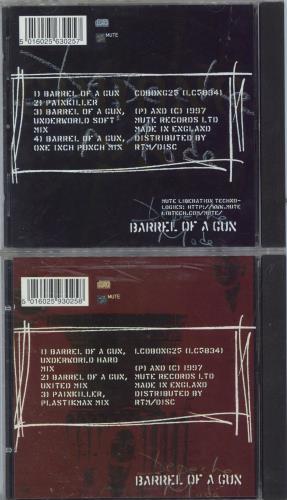 5 016025 630257
MUTE
1) BARREL OF A GUN CDBONG25 (LC5834)
2) PAINKILLER
3) BARREL OF A GUN, (P) AND (C) 1997
UNDERWORLD SOFT MUTE RECORDS LTD
MIX MADE IN ENGLAND
4) BARREL OF A GUN, DISTRIBUTED BY
ONE INCH PUNCH MIX RTM/DISC
MUTE LIBERATION TECHNO-
LOGIES: HTTP://WWW.MUTE
LIBTECH.COM/MUTE/
BARREL OF A GUN
5 016025 930258
MUTE
1) BARREL OF A GUN, LCDBONG25 (LC5834)
UNDERWORLD HARD
MIX (P) AND (C) 1997
2) BARREL OF A GUN, MUTE RECORDS LTD
UNITED MIX MADE IN ENGLAND
3) PAINKILLER, DISTRIBUTED BY
PLASTIKMAN MIX RTM/DISC
depeche
BARREL OF A GUN